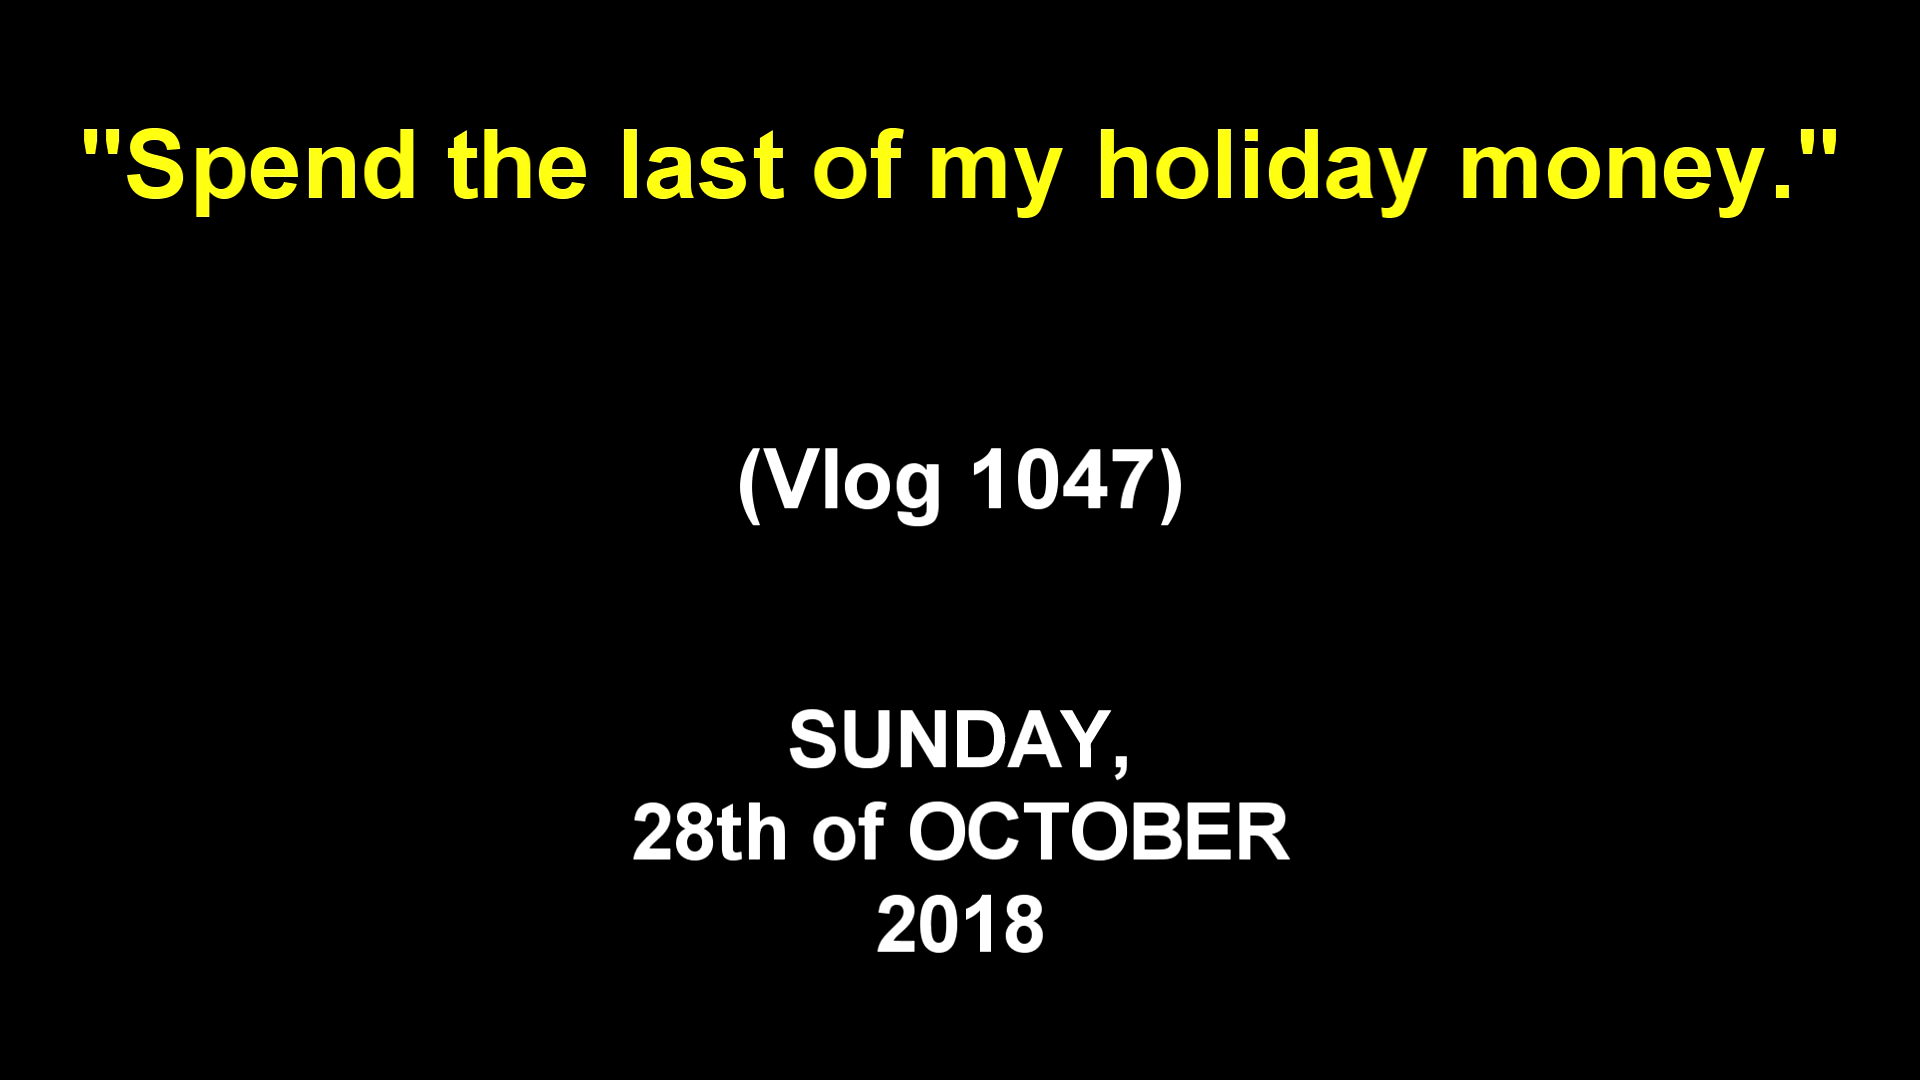 "Spend the last of my holiday money."
(Vlog 1047)
SUNDAY,
28th of OCTOBER
2018